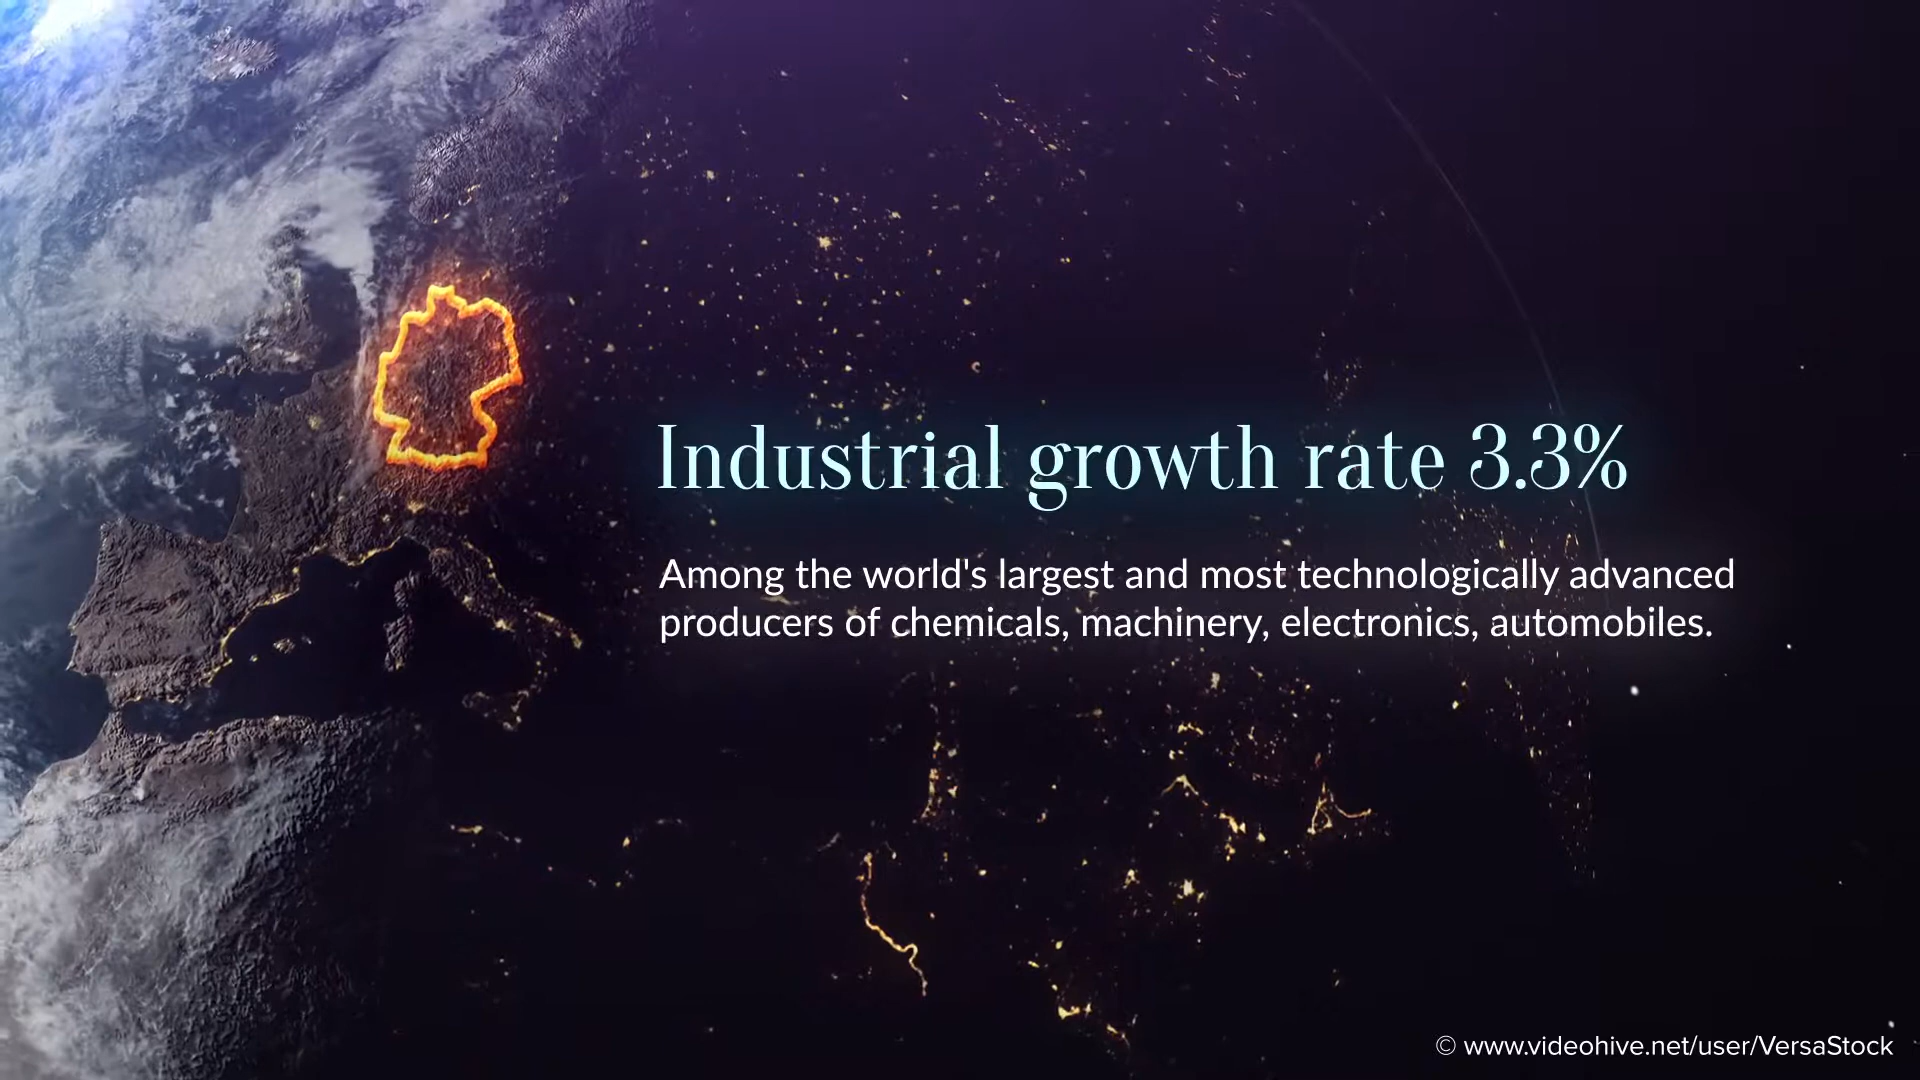 Industrial growth rate 3.3%
Among the world's largest and most technologically advanced
producers of chemicals, machinery, electronics, automobiles.
© www.videohive.net/user/VersaStock